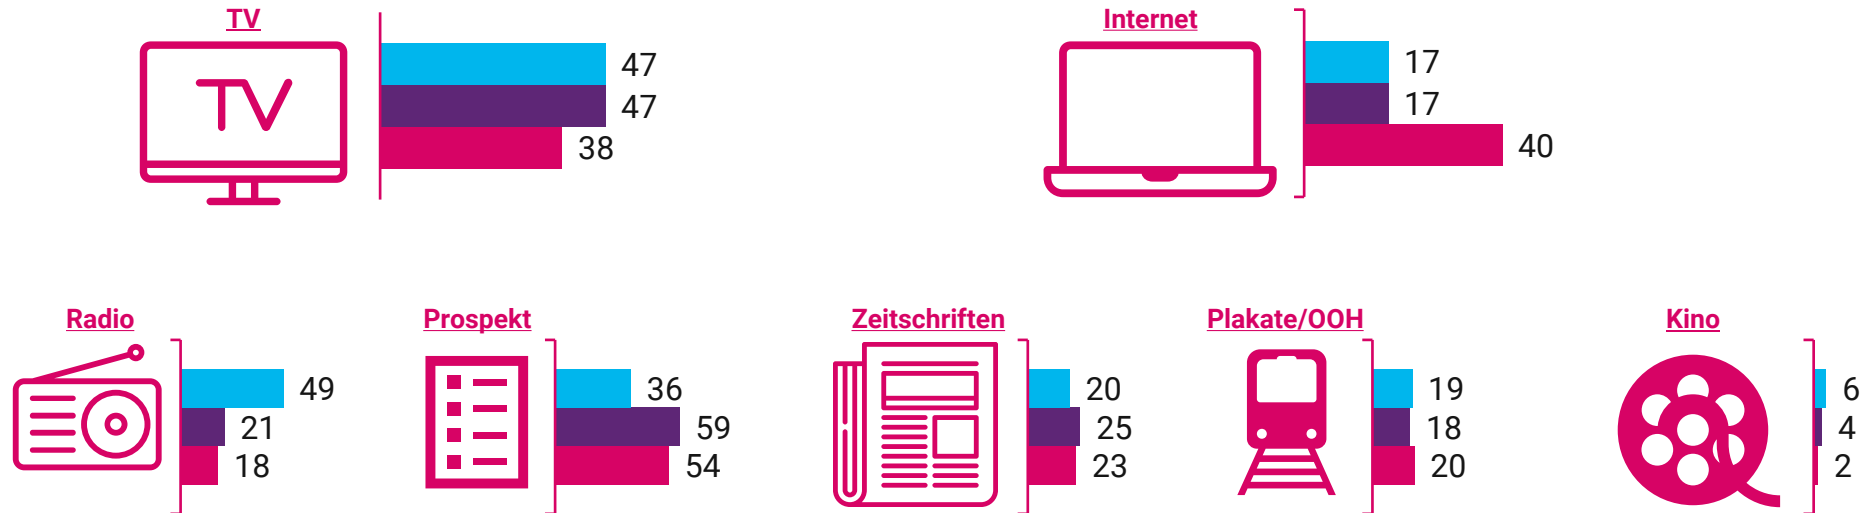 TV
TV
47
47
38
Internet
17
17
40
Radio
49
21
18
Prospekt
36
59
54
Zeitschriften
20
25
23
Plakate/OOH
19
18
20
Kino
6
4
2